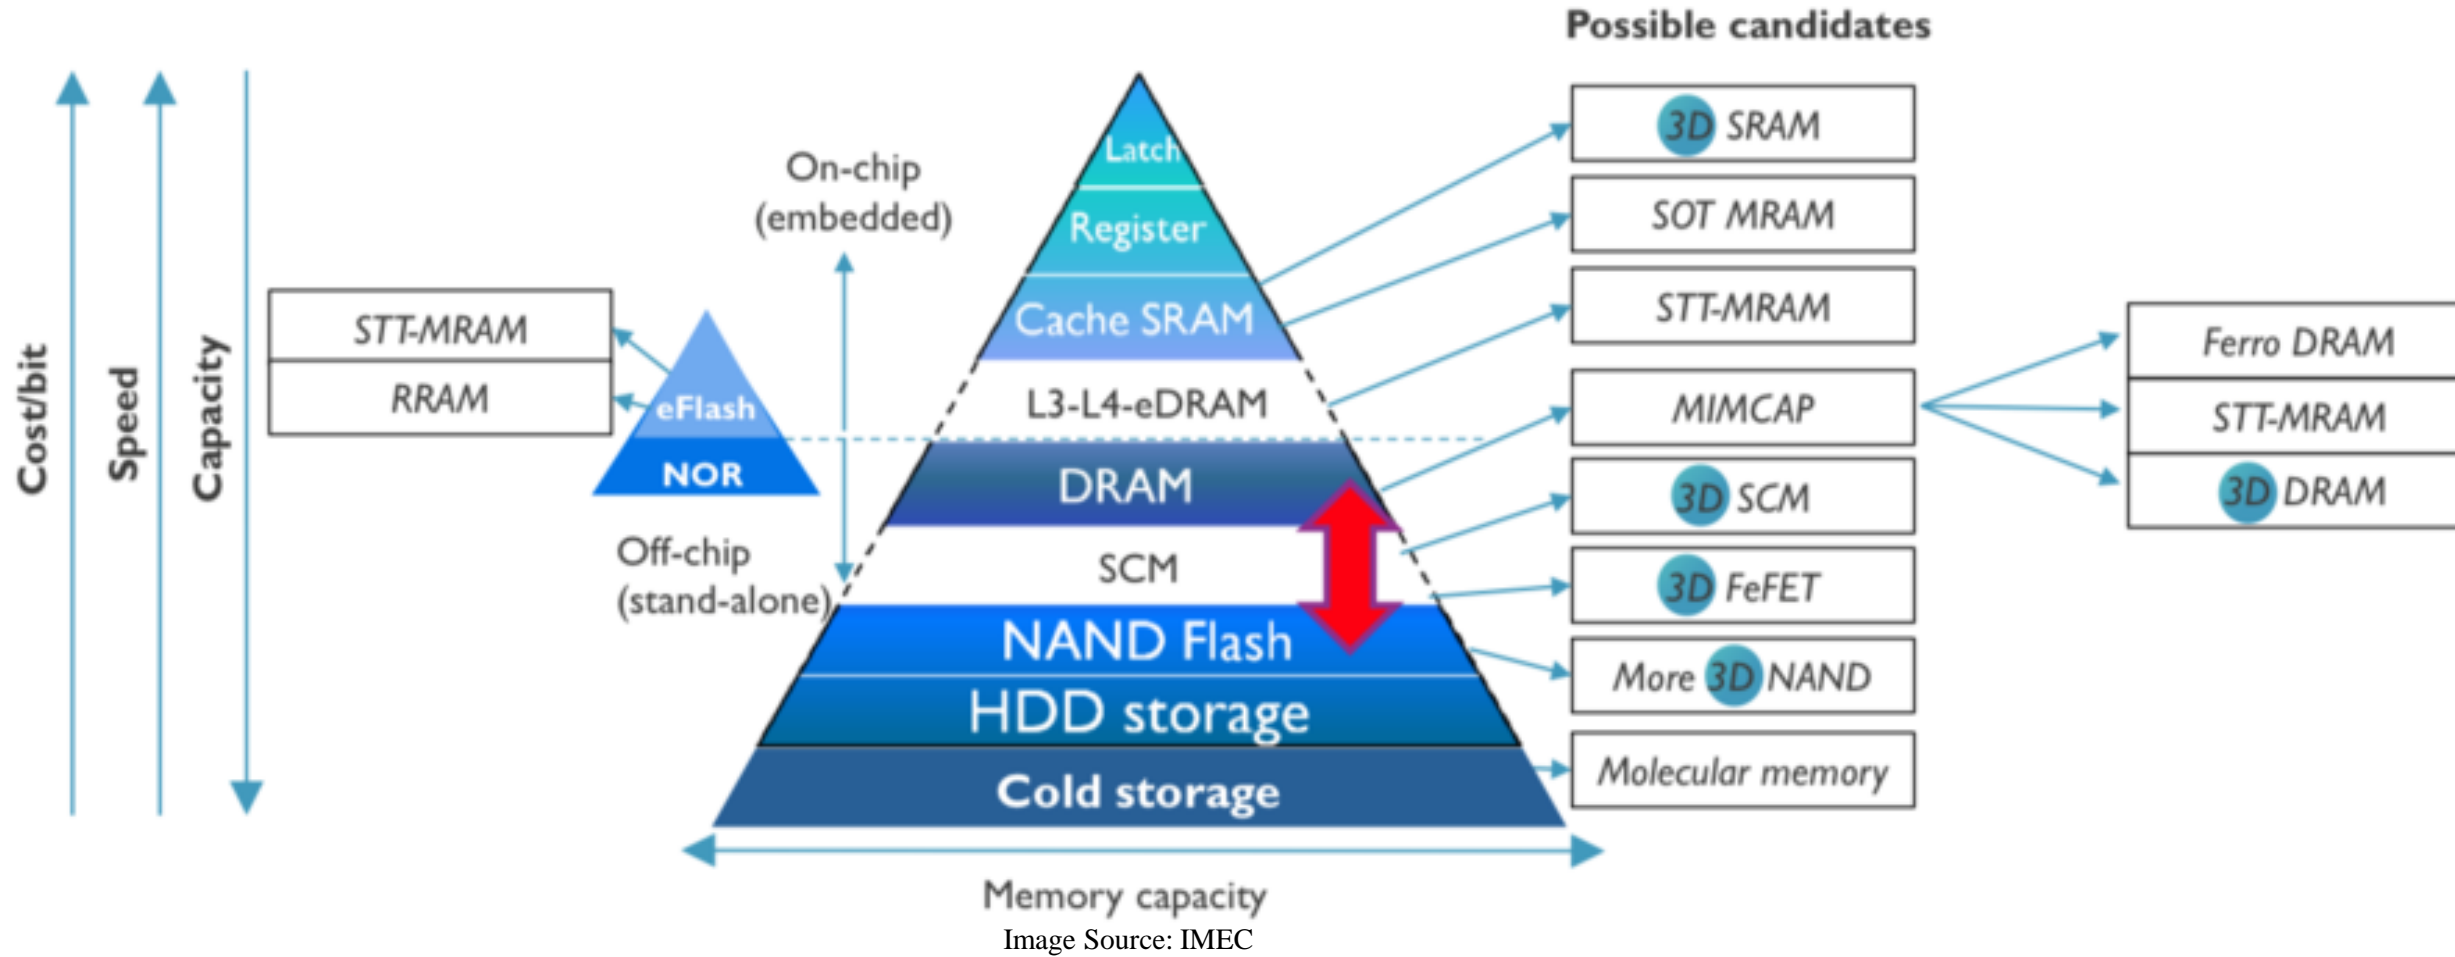 Possible candidates
Cost/bit
Speed
Capacity
STT-MRAM
RRAM
eFlash
NOR
On-chip
(embedded)
Off-chip
(stand-alone)
Latch
Register
Cache SRAM
L3-L4-eDRAM
DRAM
SCM
NAND Flash
HDD storage
Cold storage
3D SRAM
SOT MRAM
STT-MRAM
MIMCAP
3D SCM
3D FeFET
More 3D NAND
Molecular memory
Ferro DRAM
STT-MRAM
3D DRAM
Memory capacity
Image Source: IMEC